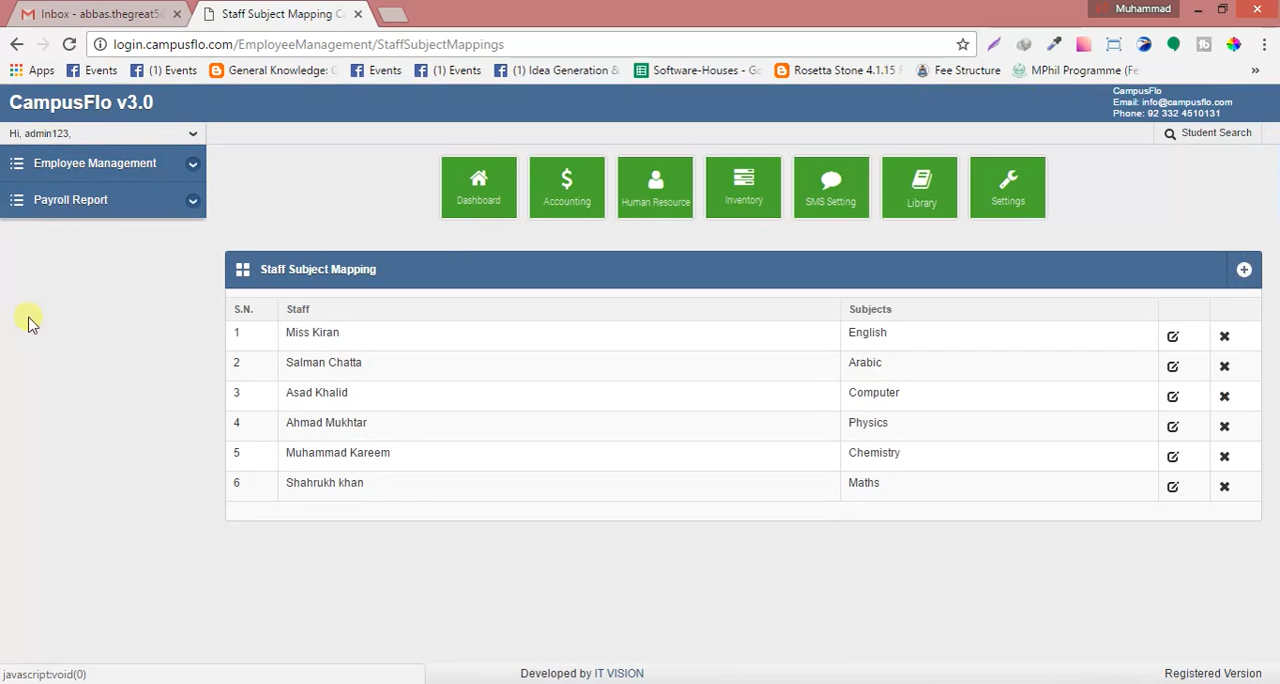 Inbox - abbas.thegreat5
Staff Subject Mapping C
Muhammad
login.campusflo.com/EmployeeManagement/StaffSubjectMappings
Apps
Events
(1) Events
General Knowledge:
Events
(1) Events
(1) Idea Generation &
Software-Houses - Go
Rosetta Stone 4.1.15
Fee Structure
MPhil Programme (Fe
»
CampusFlo v3.0
CampusFlo
Email: info@campusflo.com
Phone: 92 332 4510131
Hi, admin123,
Student Search
Employee Management
Payroll Report
Dashboard
Accounting
Human Resource
Inventory
SMS Setting
Library
Settings
Staff Subject Mapping
S.N. Staff Subjects
1 Miss Kiran English
2 Salman Chatta Arabic
3 Asad Khalid Computer
4 Ahmad Mukhtar Physics
5 Muhammad Kareem Chemistry
6 Shahrukh khan Maths
javascript:void(0)
Developed by IT VISION
Registered Version